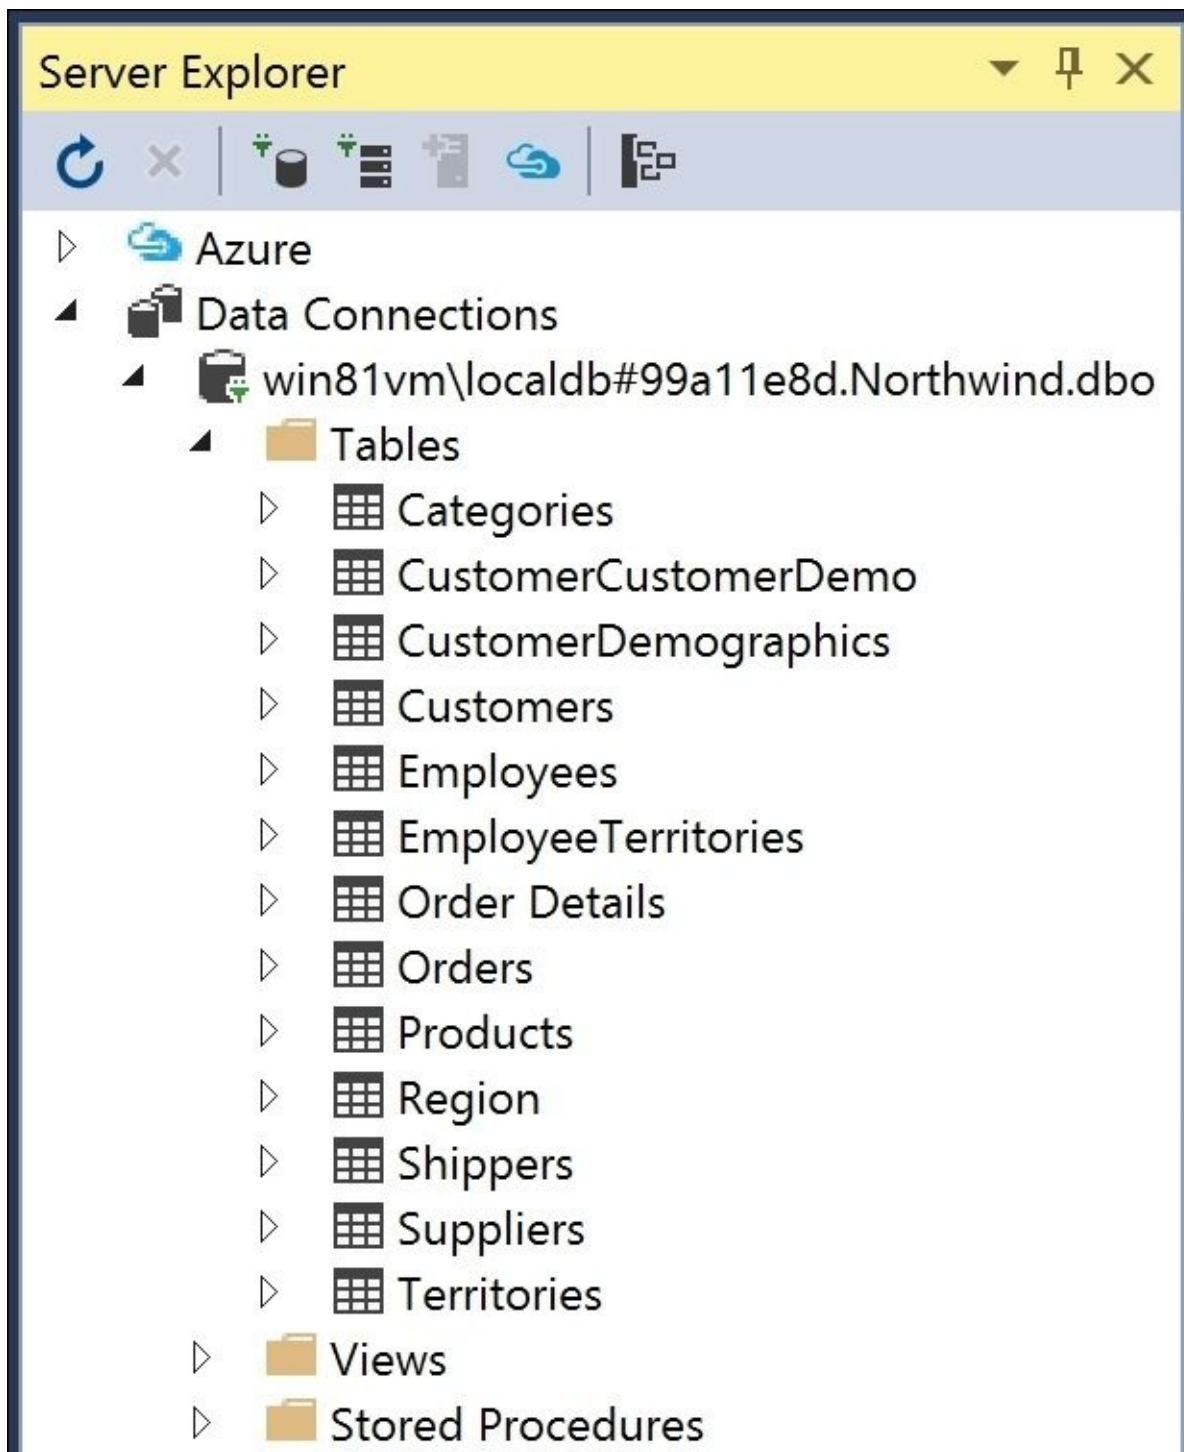 Server Explorer
Azure
Data Connections
win81vm\localdb#99a11e8d.Northwind.dbo
Tables
Categories
CustomerCustomerDemo
CustomerDemographics
Customers
Employees
EmployeeTerritories
Order Details
Orders
Products
Region
Shippers
Suppliers
Territories
Views
Stored Procedures